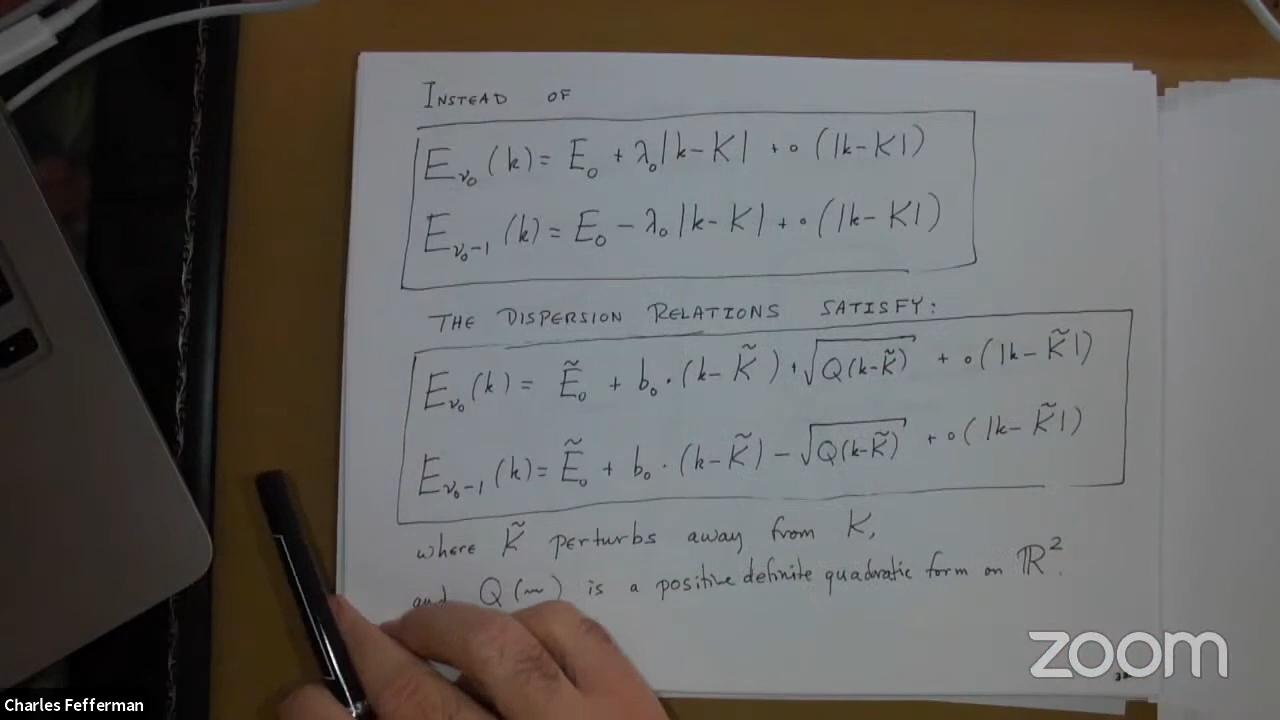 INSTEAD OF
E_{ν₀}(k) = E₀ + λ₀|k-K| + o(|k-K|)
E_{ν₀-1}(k) = E₀ - λ₀|k-K| + o(|k-K|)
THE DISPERSION RELATIONS SATISFY:
E_{ν₀}(k) = Ẽ₀ + b₀·(k-K̃) + √Q(k-K̃) + o(|k-K̃|)
E_{ν₀-1}(k) = Ẽ₀ + b₀·(k-K̃) - √Q(k-K̃) + o(|k-K̃|)
where K̃ perturbs away from K,
and Q(~) is a positive definite quadratic form on ℝ².
zoom
Charles Fefferman